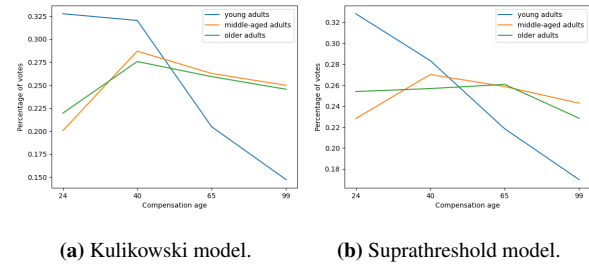 0.325
0.300
0.275
0.250
0.225
0.200
0.175
0.150
Percentage of votes
24
40
65
99
Compensation age
young adults
middle-aged adults
older adults
0.32
0.30
0.28
0.26
0.24
0.22
0.20
0.18
Percentage of votes
24
40
65
99
Compensation age
young adults
middle-aged adults
older adults
(a) Kulikowski model.
(b) Suprathreshold model.